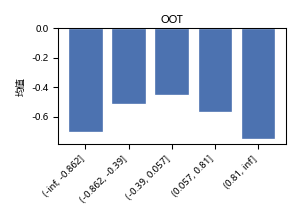 OOT
0.0
-0.2
-0.4
-0.6
均值
(-inf, -0.862]
(-0.862, -0.39]
(-0.39, 0.057]
(0.057, 0.81]
(0.81, inf]